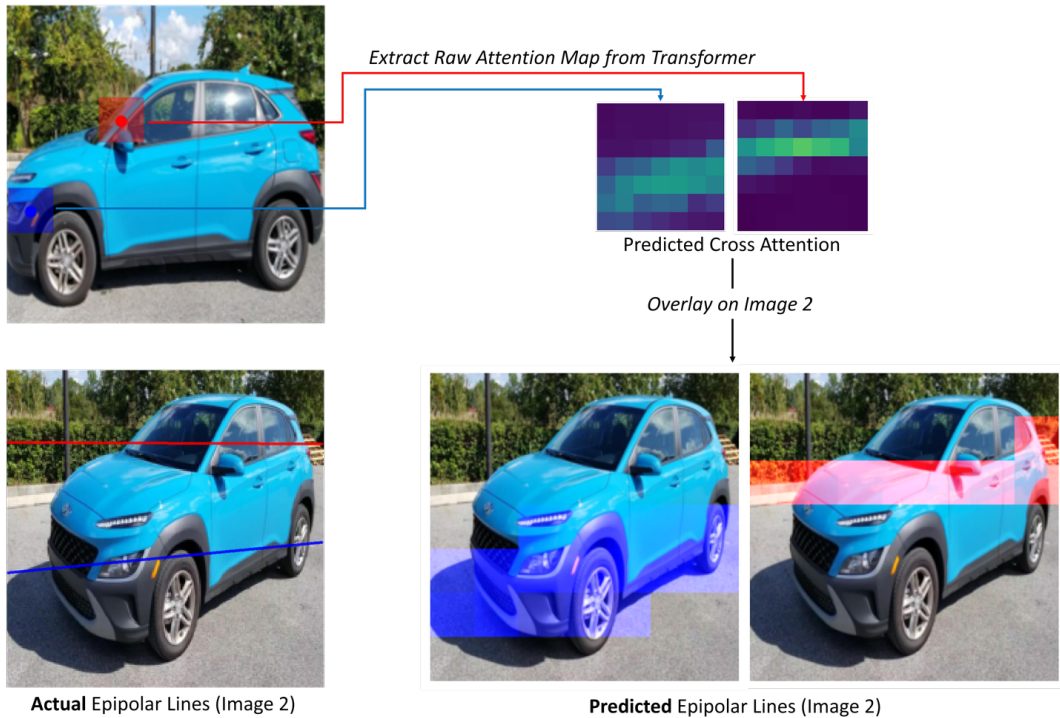 Extract Raw Attention Map from Transformer
Predicted Cross Attention
Overlay on Image 2
Actual Epipolar Lines (Image 2)
Predicted Epipolar Lines (Image 2)